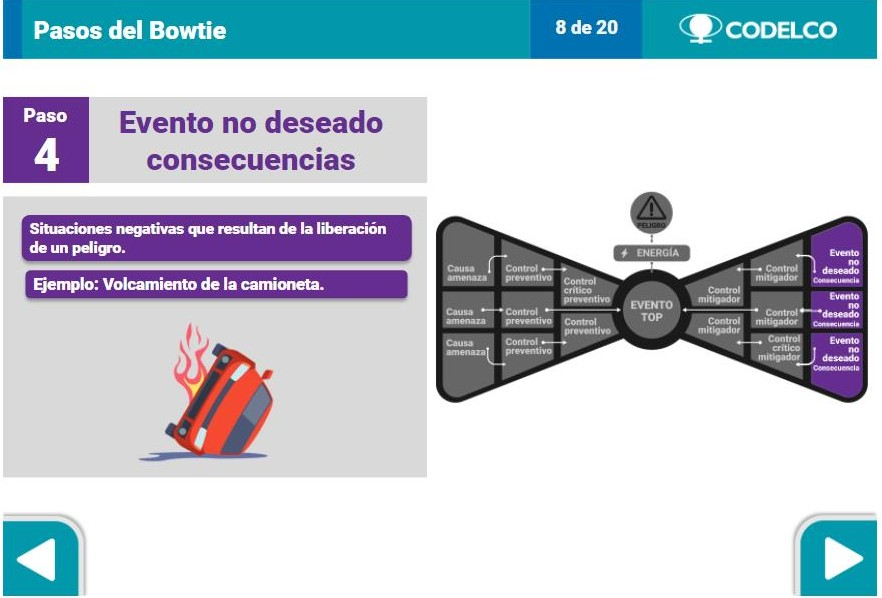 Pasos del Bowtie
8 de 20
CODELCO
Paso
4
Evento no deseado
consecuencias
Situaciones negativas que resultan de la liberación
de un peligro.
Ejemplo: Volcamiento de la camioneta.
PELIGRO
ENERGÍA
EVENTO
TOP
Causa
amenaza
Control
preventivo
Control
crítico
preventivo
Causa
amenaza
Control
preventivo
Control
preventivo
Causa
amenaza
Control
preventivo
Control
mitigador
Control
mitigador
Evento
no
deseado
Consecuencia
Control
mitigador
Control
mitigador
Evento
no
deseado
Consecuencia
Control
crítico
mitigador
Evento
no
deseado
Consecuencia